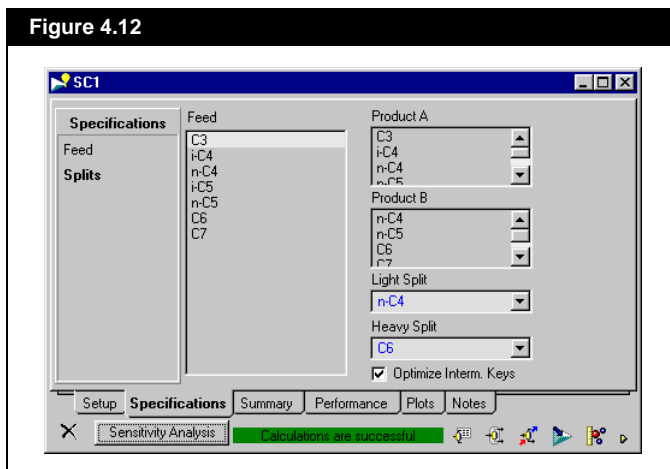 Figure 4.12
SC1
Specifications
Feed
Splits
Feed
C3
i-C4
n-C4
i-C5
n-C5
C6
C7
Product A
C3
i-C4
n-C4
n-C5
Product B
n-C4
n-C5
C6
C7
Light Split
n-C4
Heavy Split
C6
Optimize Interm. Keys
Setup Specifications Summary Performance Plots Notes
Sensitivity Analysis Calculations are successful